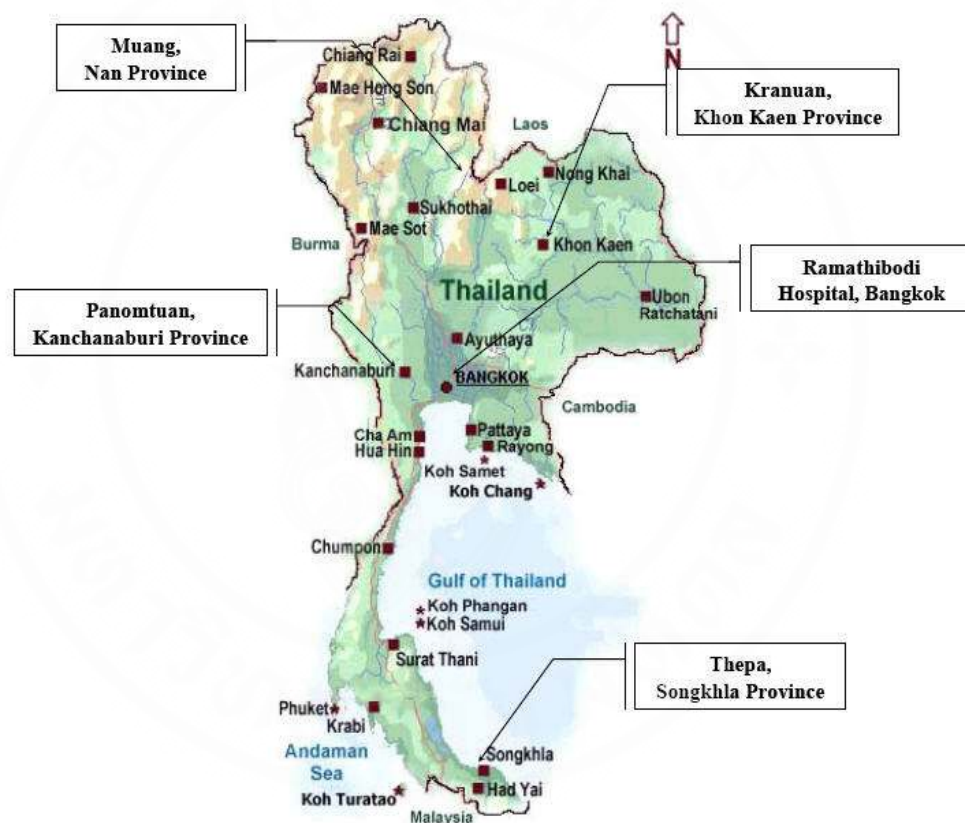 Muang,
Nan Province
Chiang Rai
N
Mae Hong Son
Kranuan,
Khon Kaen Province
Chiang Mai
Laos
Loei
Nong Khai
Sukhothai
Mae Sot
Burma
Khon Kaen
Ramathibodi
Hospital, Bangkok
Thailand
Panomtuan,
Kanchanaburi Province
Ubon
Ratchatani
Ayuthaya
Kanchanaburi
BANGKOK
Cambodia
Cha Am
Pattaya
Hua Hin
Rayong
Koh Samet
Koh Chang
Chumpon
Gulf of Thailand
Koh Phangan
Koh Samui
Surat Thani
Thepa,
Songkhla Province
Phuket
Krabi
Andaman
Sea
Songkhla
Had Yai
Koh Turatao
Malaysia